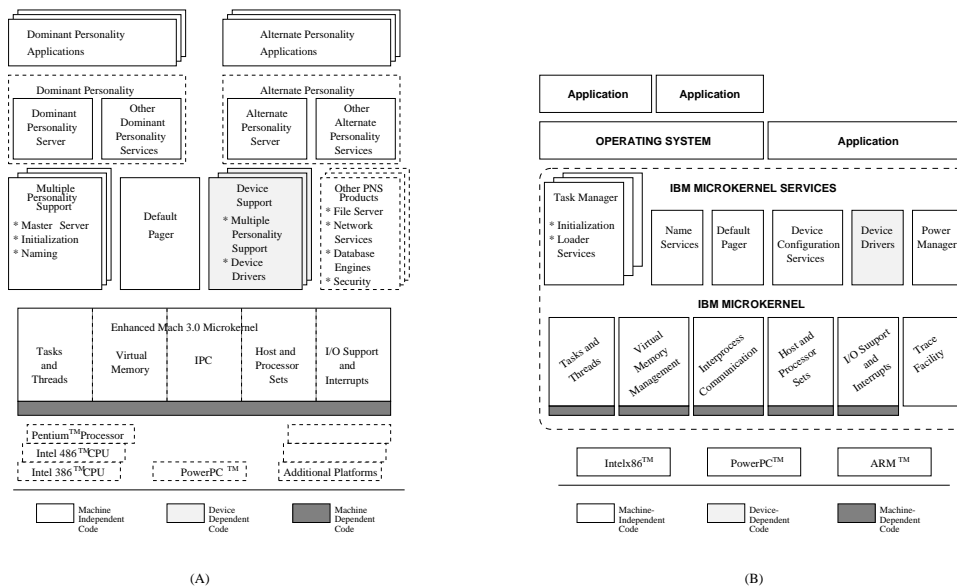 Dominant Personality
Applications
Alternate Personality
Applications
Dominant Personality
Dominant
Personality
Server
Other
Dominant
Personality
Services
Alternate Personality
Alternate
Personality
Server
Other
Alternate
Personality
Services
Multiple
Personality
Support
* Master Server
* Initialization
* Naming
Default
Pager
Device
Support
* Multiple
Personality
Support
* Device
Drivers
Other PNS
Products
* File Server
* Network
Services
* Database
Engines
* Security
Enhanced Mach 3.0 Microkernel
Tasks
and
Threads
Virtual
Memory
IPC
Host and
Processor
Sets
I/O Support
and
Interrupts
Pentium™Processor
Intel 486™CPU
Intel 386™CPU
PowerPC™
Additional Platforms
Machine
Independent
Code
Device
Dependent
Code
Machine
Dependent
Code
(A)
Application
Application
OPERATING SYSTEM
Application
IBM MICROKERNEL SERVICES
Task Manager
* Initialization
* Loader
Services
Name
Services
Default
Pager
Device
Configuration
Services
Device
Drivers
Power
Manager
IBM MICROKERNEL
Tasks and
Threads
Virtual
Memory
Management
Interprocess
Communication
Host and
Processor
Sets
I/O Suuport
and
Interrupts
Trace
Facility
Intelx86™
PowerPC™
ARM™
Machine-
Independent
Code
Device-
Dependent
Code
Machine-
Dependent
Code
(B)